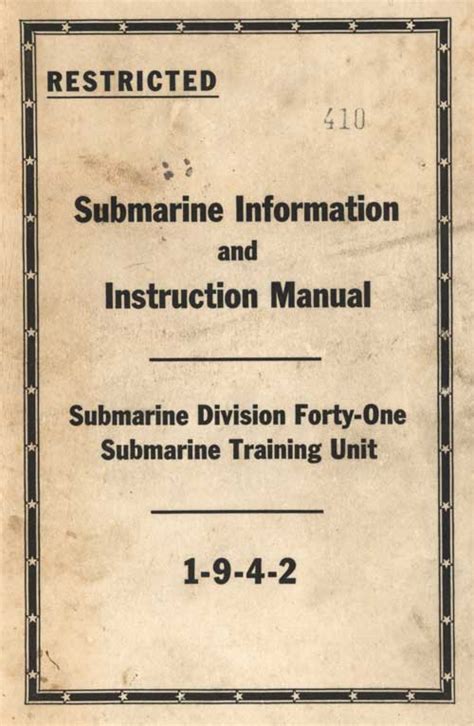 RESTRICTED
410
Submarine Information
and
Instruction Manual
Submarine Division Forty-One
Submarine Training Unit
1-9-4-2